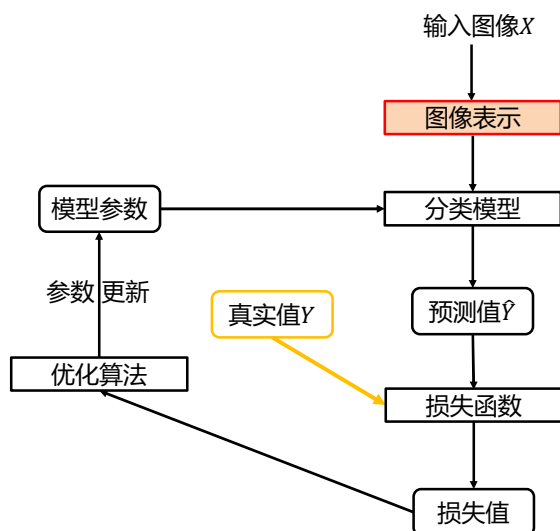 输入图像X
图像表示
模型参数
分类模型
参数 更新
真实值Y
预测值Ŷ
优化算法
损失函数
损失值